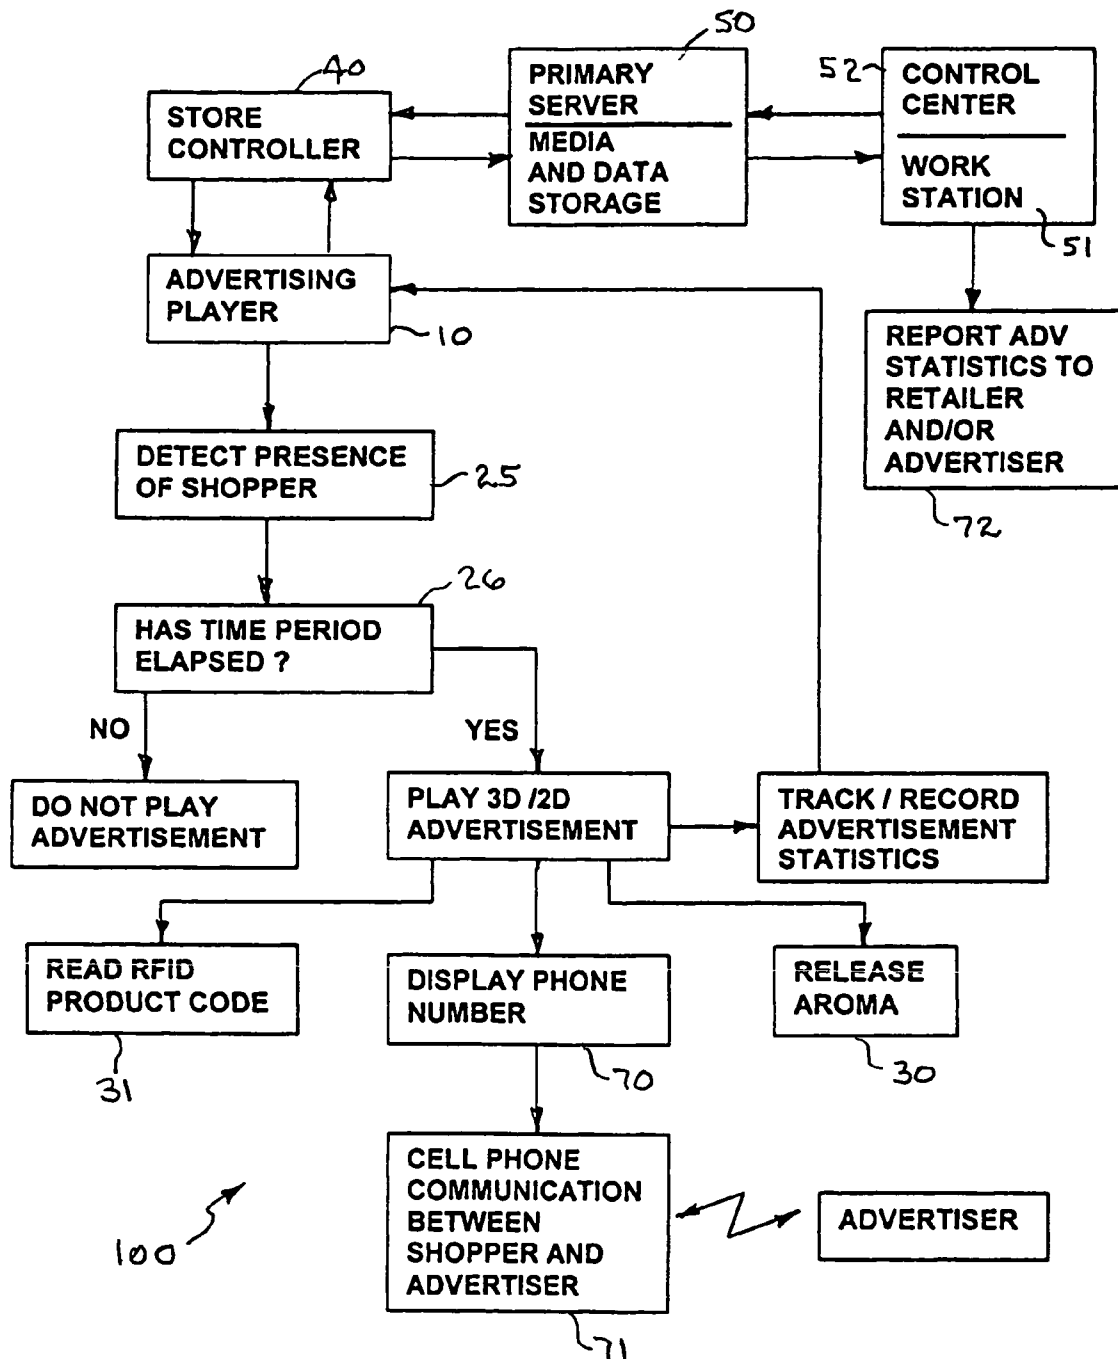 50
40
52
PRIMARY
SERVER
MEDIA
AND DATA
STORAGE
CONTROL
CENTER
WORK
STATION
51
STORE
CONTROLLER
ADVERTISING
PLAYER
10
REPORT ADV
STATISTICS TO
RETAILER
AND/OR
ADVERTISER
72
DETECT PRESENCE
OF SHOPPER
25
26
HAS TIME PERIOD
ELAPSED ?
NO
YES
DO NOT PLAY
ADVERTISEMENT
PLAY 3D /2D
ADVERTISEMENT
TRACK / RECORD
ADVERTISEMENT
STATISTICS
READ RFID
PRODUCT CODE
31
DISPLAY PHONE
NUMBER
70
RELEASE
AROMA
30
CELL PHONE
COMMUNICATION
BETWEEN
SHOPPER AND
ADVERTISER
71
ADVERTISER
100